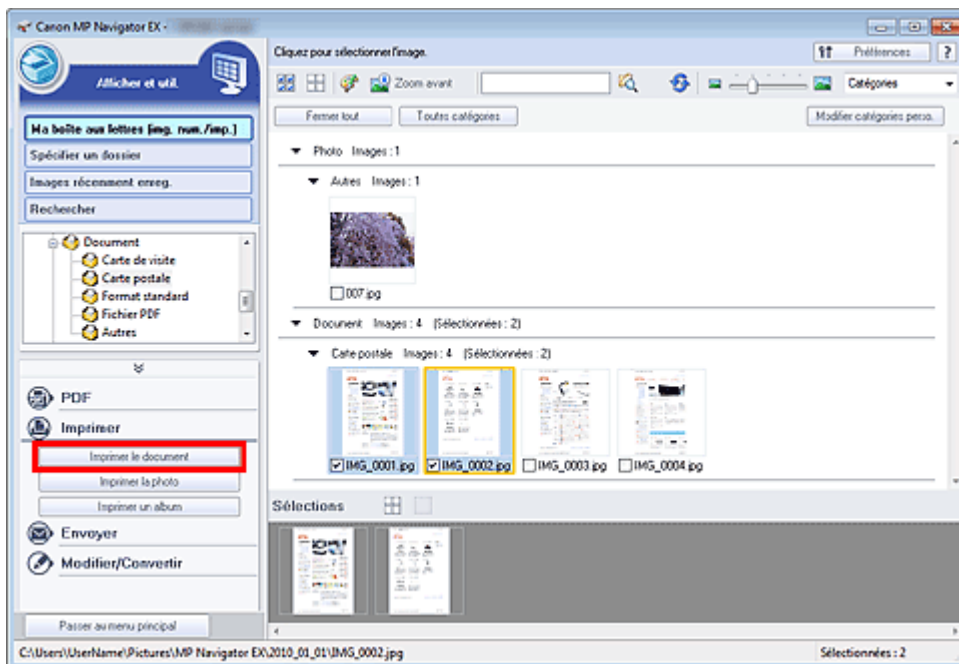 Canon MP Navigator EX -
Afficher et util.
Ma boîte aux lettres [img. num./imp.]
Spécifier un dossier
Images récemment enreg.
Rechercher
Document
Carte de visite
Carte postale
Format standard
Fichier PDF
Autres
PDF
Imprimer
Imprimer le document
Imprimer la photo
Imprimer un album
Envoyer
Modifier/Convertir
Passer au menu principal
Cliquez pour sélectionner l'image.
Préférences
?
Zoom avant
Catégories
Fermer tout
Toutes catégories
Modifier catégories perso.
Photo Images : 1
Autres Images : 1
007.jpg
Document Images : 4 (Sélectionnées : 2)
Carte postale Images : 4 (Sélectionnées : 2)
IMG_0001.jpg
IMG_0002.jpg
IMG_0003.jpg
IMG_0004.jpg
Sélections
C:\Users\UserName\Pictures\MP Navigator EX\2010_01_01\IMG_0002.jpg
Sélectionnées : 2